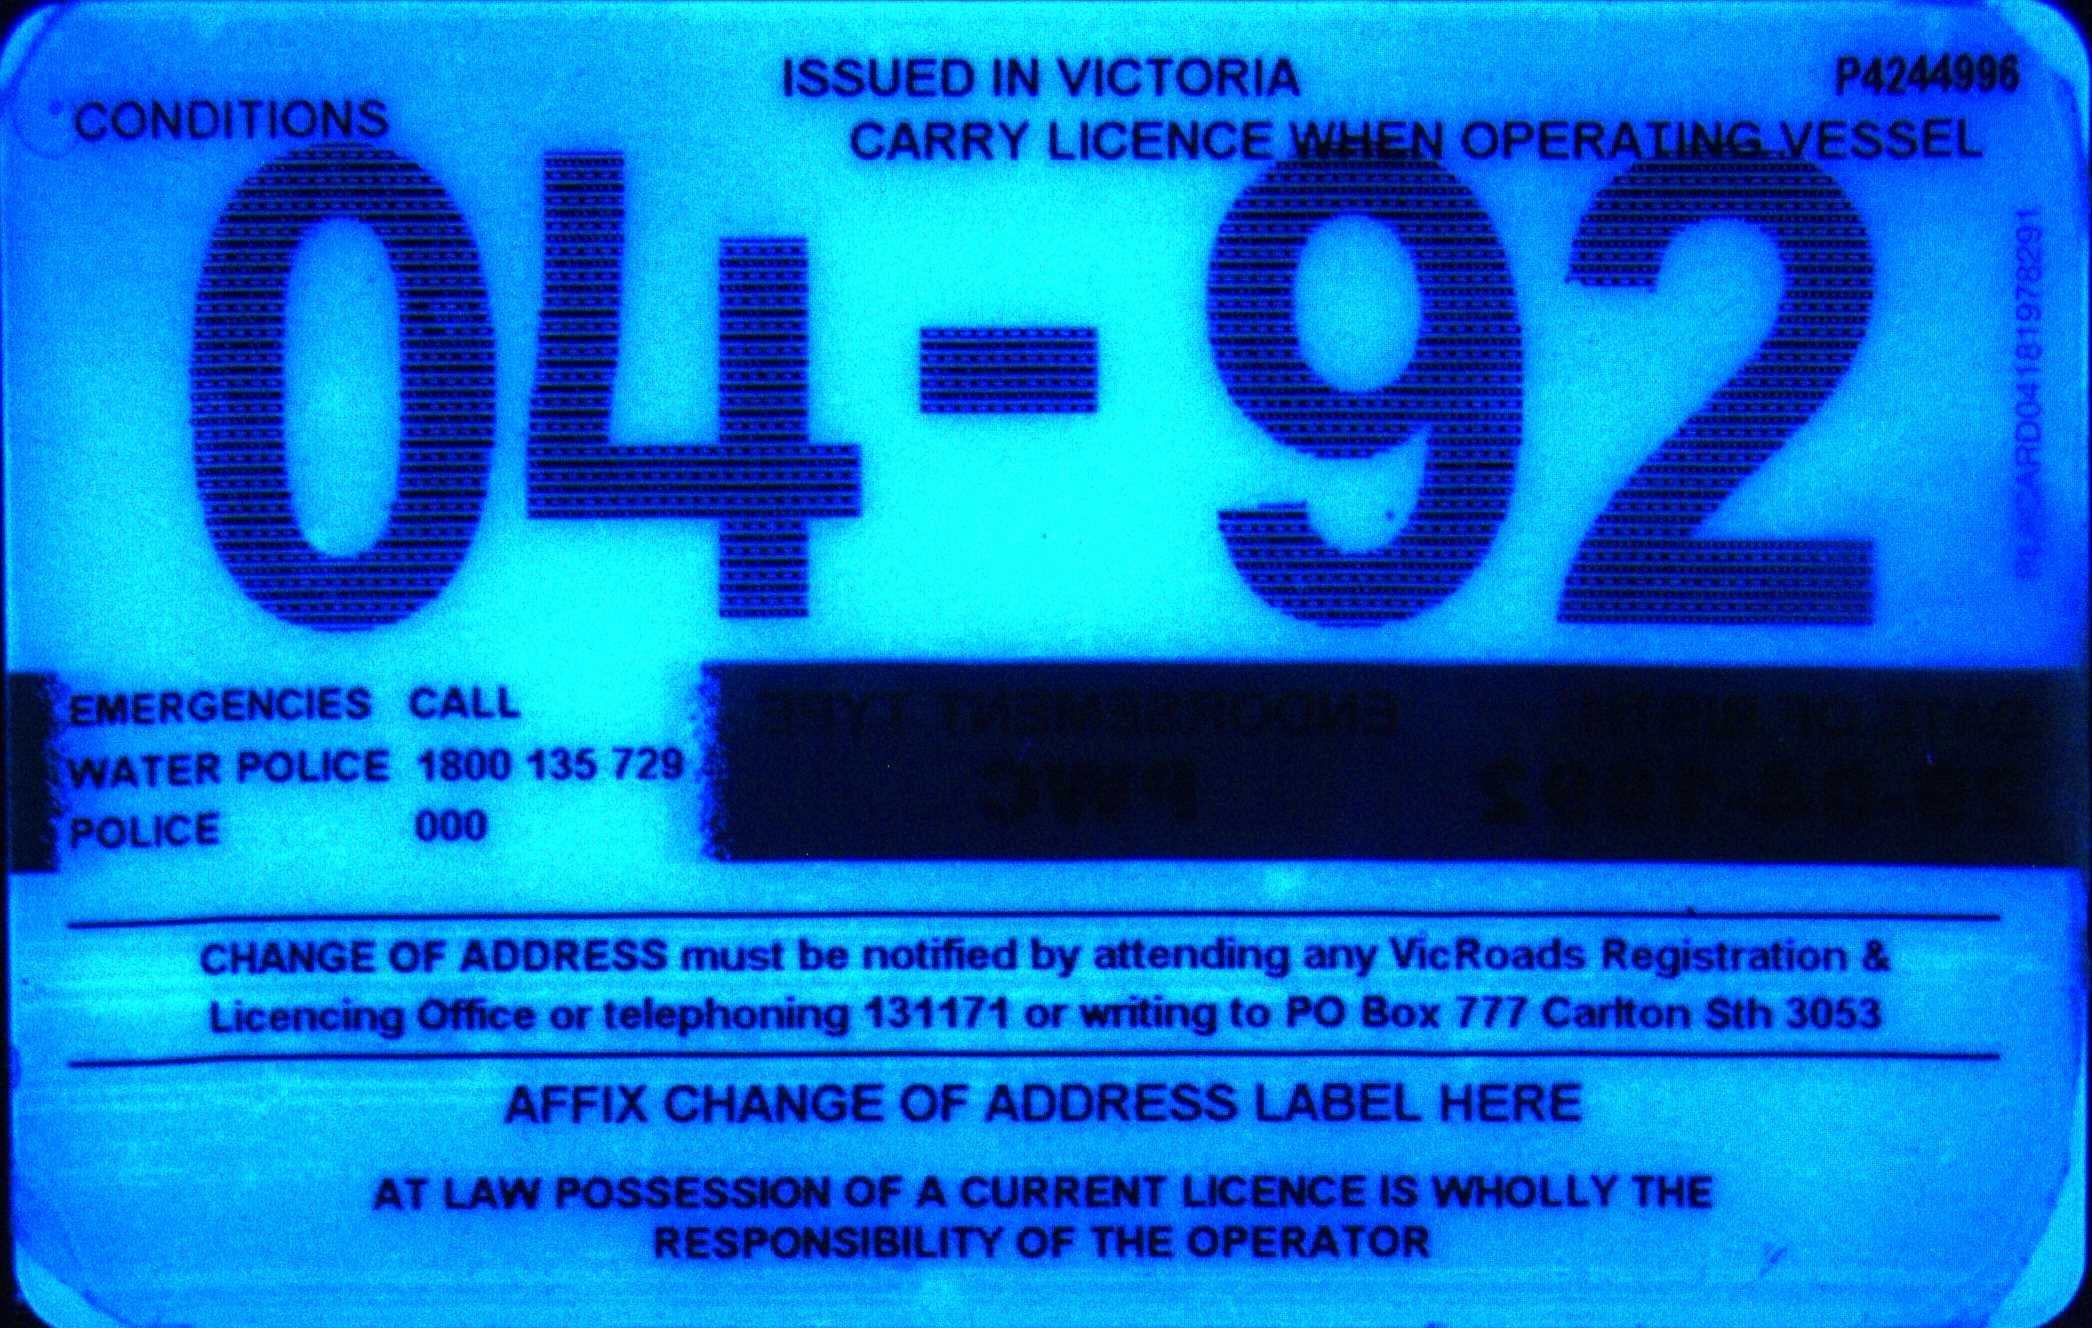 ISSUED IN VICTORIA
P4244996
CONDITIONS
CARRY LICENCE WHEN OPERATING VESSEL
04-92
EMERGENCIES CALL
WATER POLICE 1800 135 729
POLICE 000
ENDORSEMENT TYPE
PWC
CHANGE OF ADDRESS must be notified by attending any VicRoads Registration &
Licencing Office or telephoning 131171 or writing to PO Box 777 Carlton Sth 3053
AFFIX CHANGE OF ADDRESS LABEL HERE
AT LAW POSSESSION OF A CURRENT LICENCE IS WHOLLY THE
RESPONSIBILITY OF THE OPERATOR